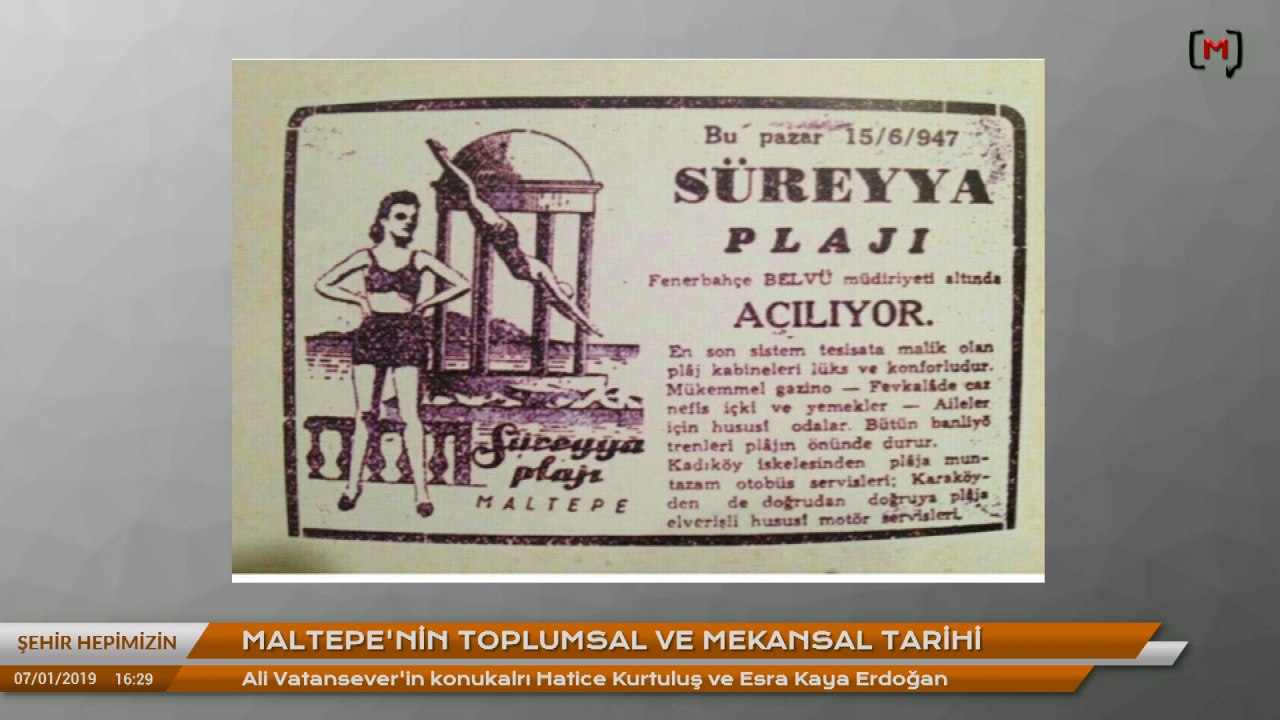 [M]
Bu pazar 15/6/947
SÜREYYA
PLAJI
Fenerbahçe BELVÜ müdiriyeti altında
AÇILIYOR.
En son sistem tesisata malik olan
plâj kabineleri lüks ve konforludur.
Mükemmel gazino — Fevkalâde caz
nefis içki ve yemekler — Aileler
için hususî odalar. Bütün banliyö
trenleri plâjın önünde durur.
Kadıköy iskelesinden plâja mun-
tazam otobüs servisleri; Karaköy-
den de doğrudan doğruya plâja
elverişli hususî motör servisleri.
Süreyya
plajı
MALTEPE
ŞEHİR HEPİMİZİN
MALTEPE'NİN TOPLUMSAL VE MEKANSAL TARİHİ
07/01/2019 16:29
Ali Vatansever'in konukalrı Hatice Kurtuluş ve Esra Kaya Erdoğan